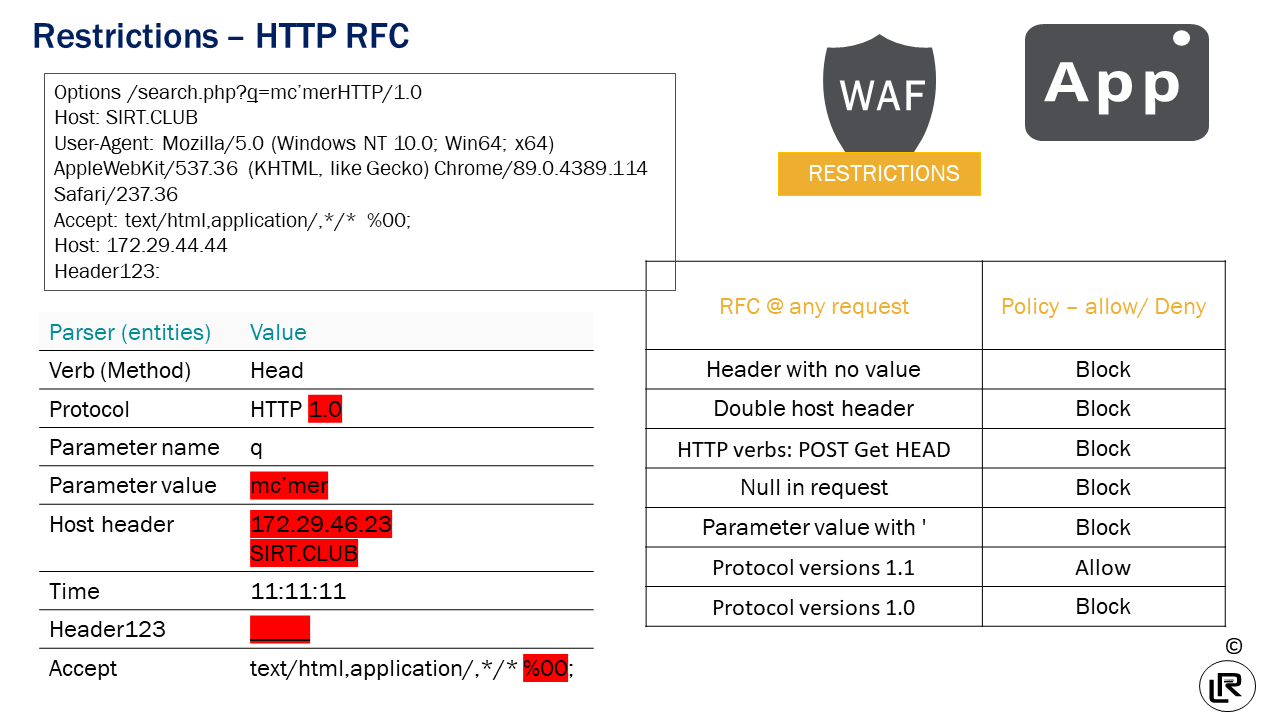 Restrictions – HTTP RFC
Options /search.php?q=mc'merHTTP/1.0
Host: SIRT.CLUB
User-Agent: Mozilla/5.0 (Windows NT 10.0; Win64; x64)
AppleWebKit/537.36 (KHTML, like Gecko) Chrome/89.0.4389.114
Safari/237.36
Accept: text/html,application/,*/* %00;
Host: 172.29.44.44
Header123:
WAF
RESTRICTIONS
App
Parser (entities) Value
Verb (Method) Head
Protocol HTTP 1.0
Parameter name q
Parameter value mc'mer
Host header 172.29.46.23
SIRT.CLUB
Time 11:11:11
Header123 _____
Accept text/html,application/,*/* %00;
RFC @ any request Policy – allow/ Deny
Header with no value Block
Double host header Block
HTTP verbs: POST Get HEAD Block
Null in request Block
Parameter value with ' Block
Protocol versions 1.1 Allow
Protocol versions 1.0 Block
©
LR